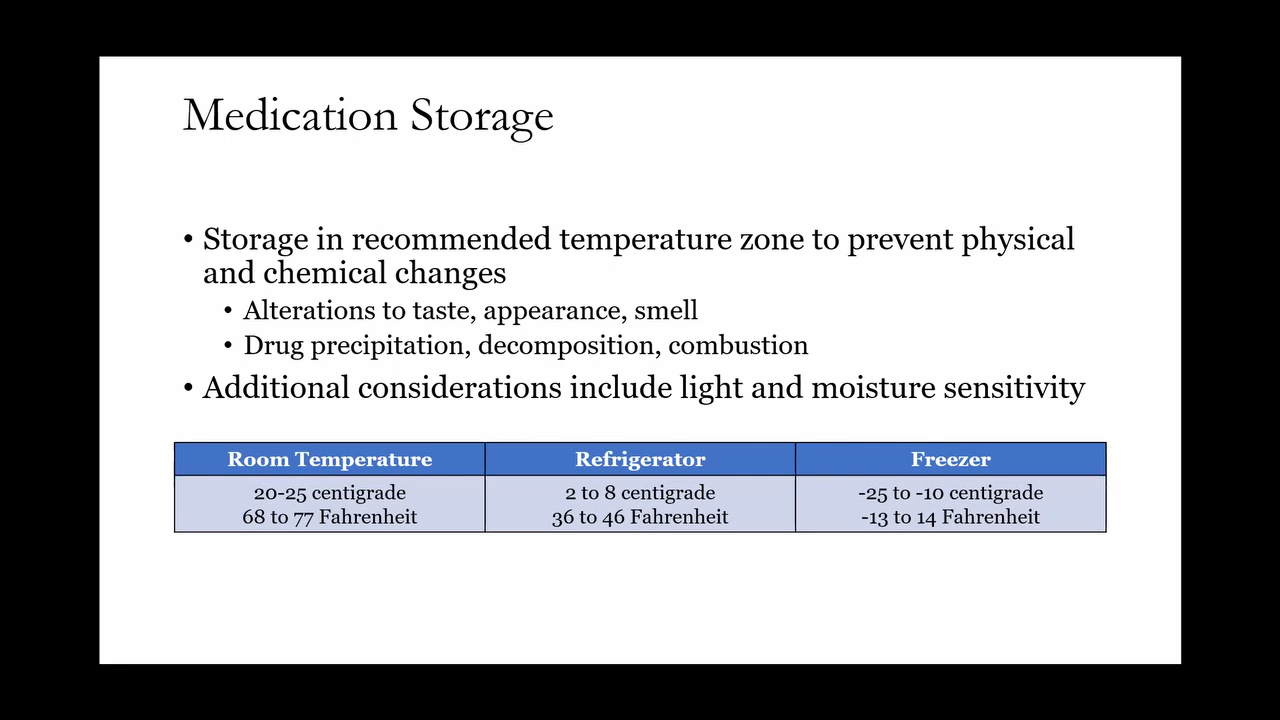 Medication Storage
• Storage in recommended temperature zone to prevent physical
and chemical changes
• Alterations to taste, appearance, smell
• Drug precipitation, decomposition, combustion
• Additional considerations include light and moisture sensitivity
Room Temperature Refrigerator Freezer
20-25 centigrade 2 to 8 centigrade -25 to -10 centigrade
68 to 77 Fahrenheit 36 to 46 Fahrenheit -13 to 14 Fahrenheit